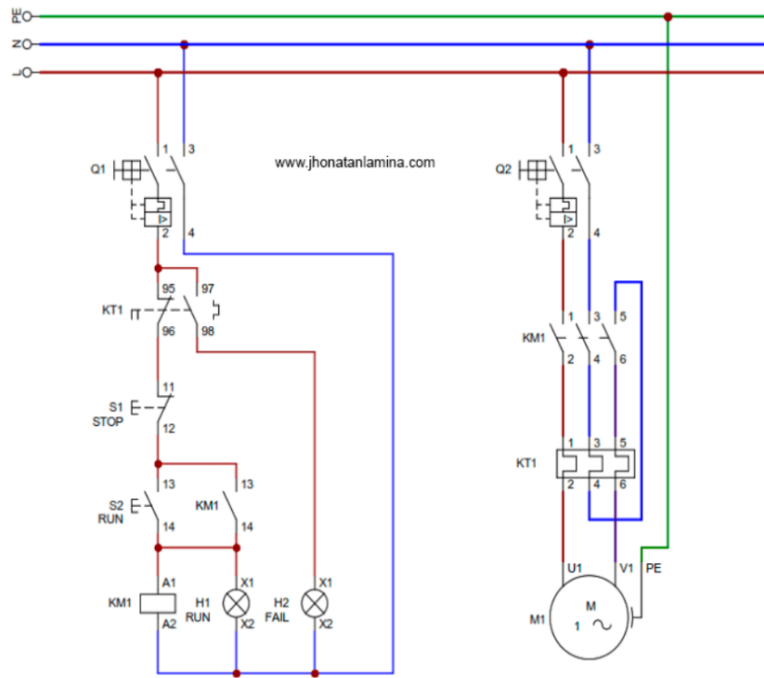 PE
N
L
1 3
Q1
2 4
www.jhonatanlamina.com
1 3
Q2
2 4
95 97
KT1
96 98
1 3 5
KM1
2 4 6
11
S1
STOP
12
1 3 5
KT1
2 4 6
13 13
S2
RUN
KM1
14 14
A1 X1 X1
KM1
H1
RUN
H2
FAIL
A2 X2 X2
U1 V1 PE
M1
M
1